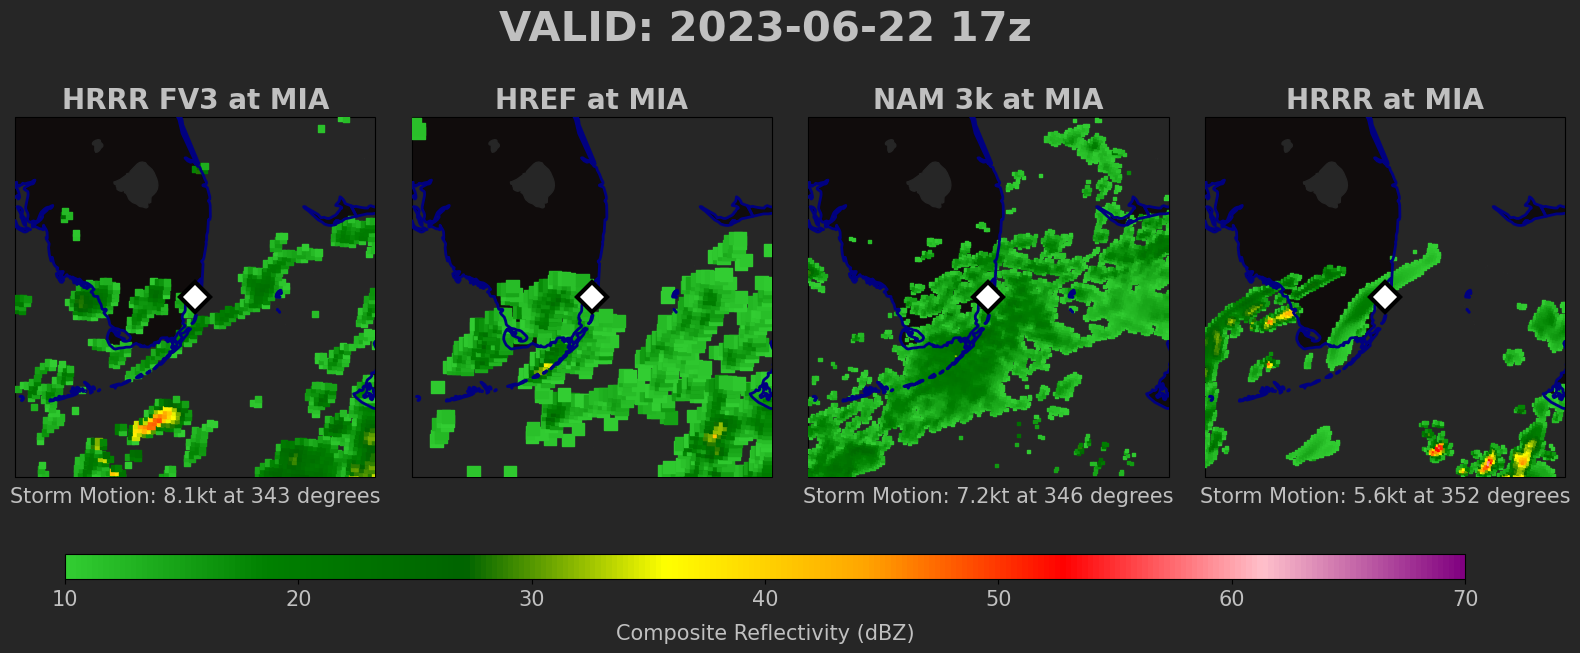 VALID: 2023-06-22 17z
HRRR FV3 at MIA
HREF at MIA
NAM 3k at MIA
HRRR at MIA
Storm Motion: 8.1kt at 343 degrees
Storm Motion: 7.2kt at 346 degrees
Storm Motion: 5.6kt at 352 degrees
10 20 30 40 50 60 70
Composite Reflectivity (dBZ)